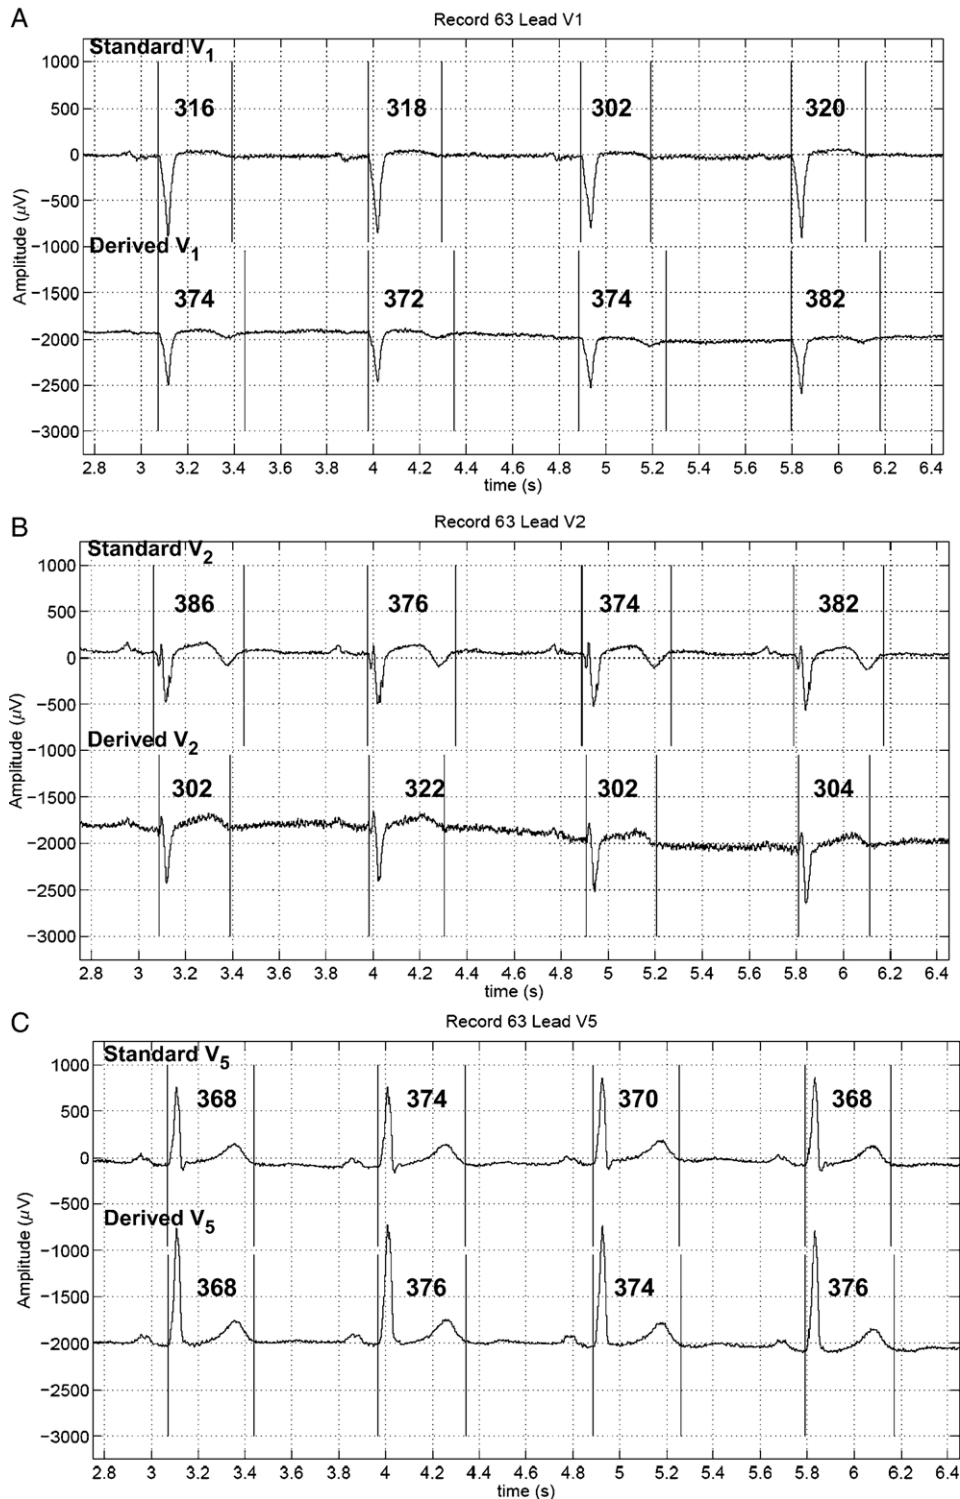 A
Record 63 Lead V1
Standard V1
1000
500
0
−500
−1000
−1500
−2000
−2500
−3000
Amplitude (μV)
316 318 302 320
Derived V1
374 372 374 382
2.8 3 3.2 3.4 3.6 3.8 4 4.2 4.4 4.6 4.8 5 5.2 5.4 5.6 5.8 6 6.2 6.4
time (s)
B
Record 63 Lead V2
Standard V2
1000
500
0
−500
−1000
−1500
−2000
−2500
−3000
Amplitude (μV)
386 376 374 382
Derived V2
302 322 302 304
2.8 3 3.2 3.4 3.6 3.8 4 4.2 4.4 4.6 4.8 5 5.2 5.4 5.6 5.8 6 6.2 6.4
time (s)
C
Record 63 Lead V5
Standard V5
1000
500
0
−500
−1000
−1500
−2000
−2500
−3000
Amplitude (μV)
368 374 370 368
Derived V5
368 376 374 376
2.8 3 3.2 3.4 3.6 3.8 4 4.2 4.4 4.6 4.8 5 5.2 5.4 5.6 5.8 6 6.2 6.4
time (s)